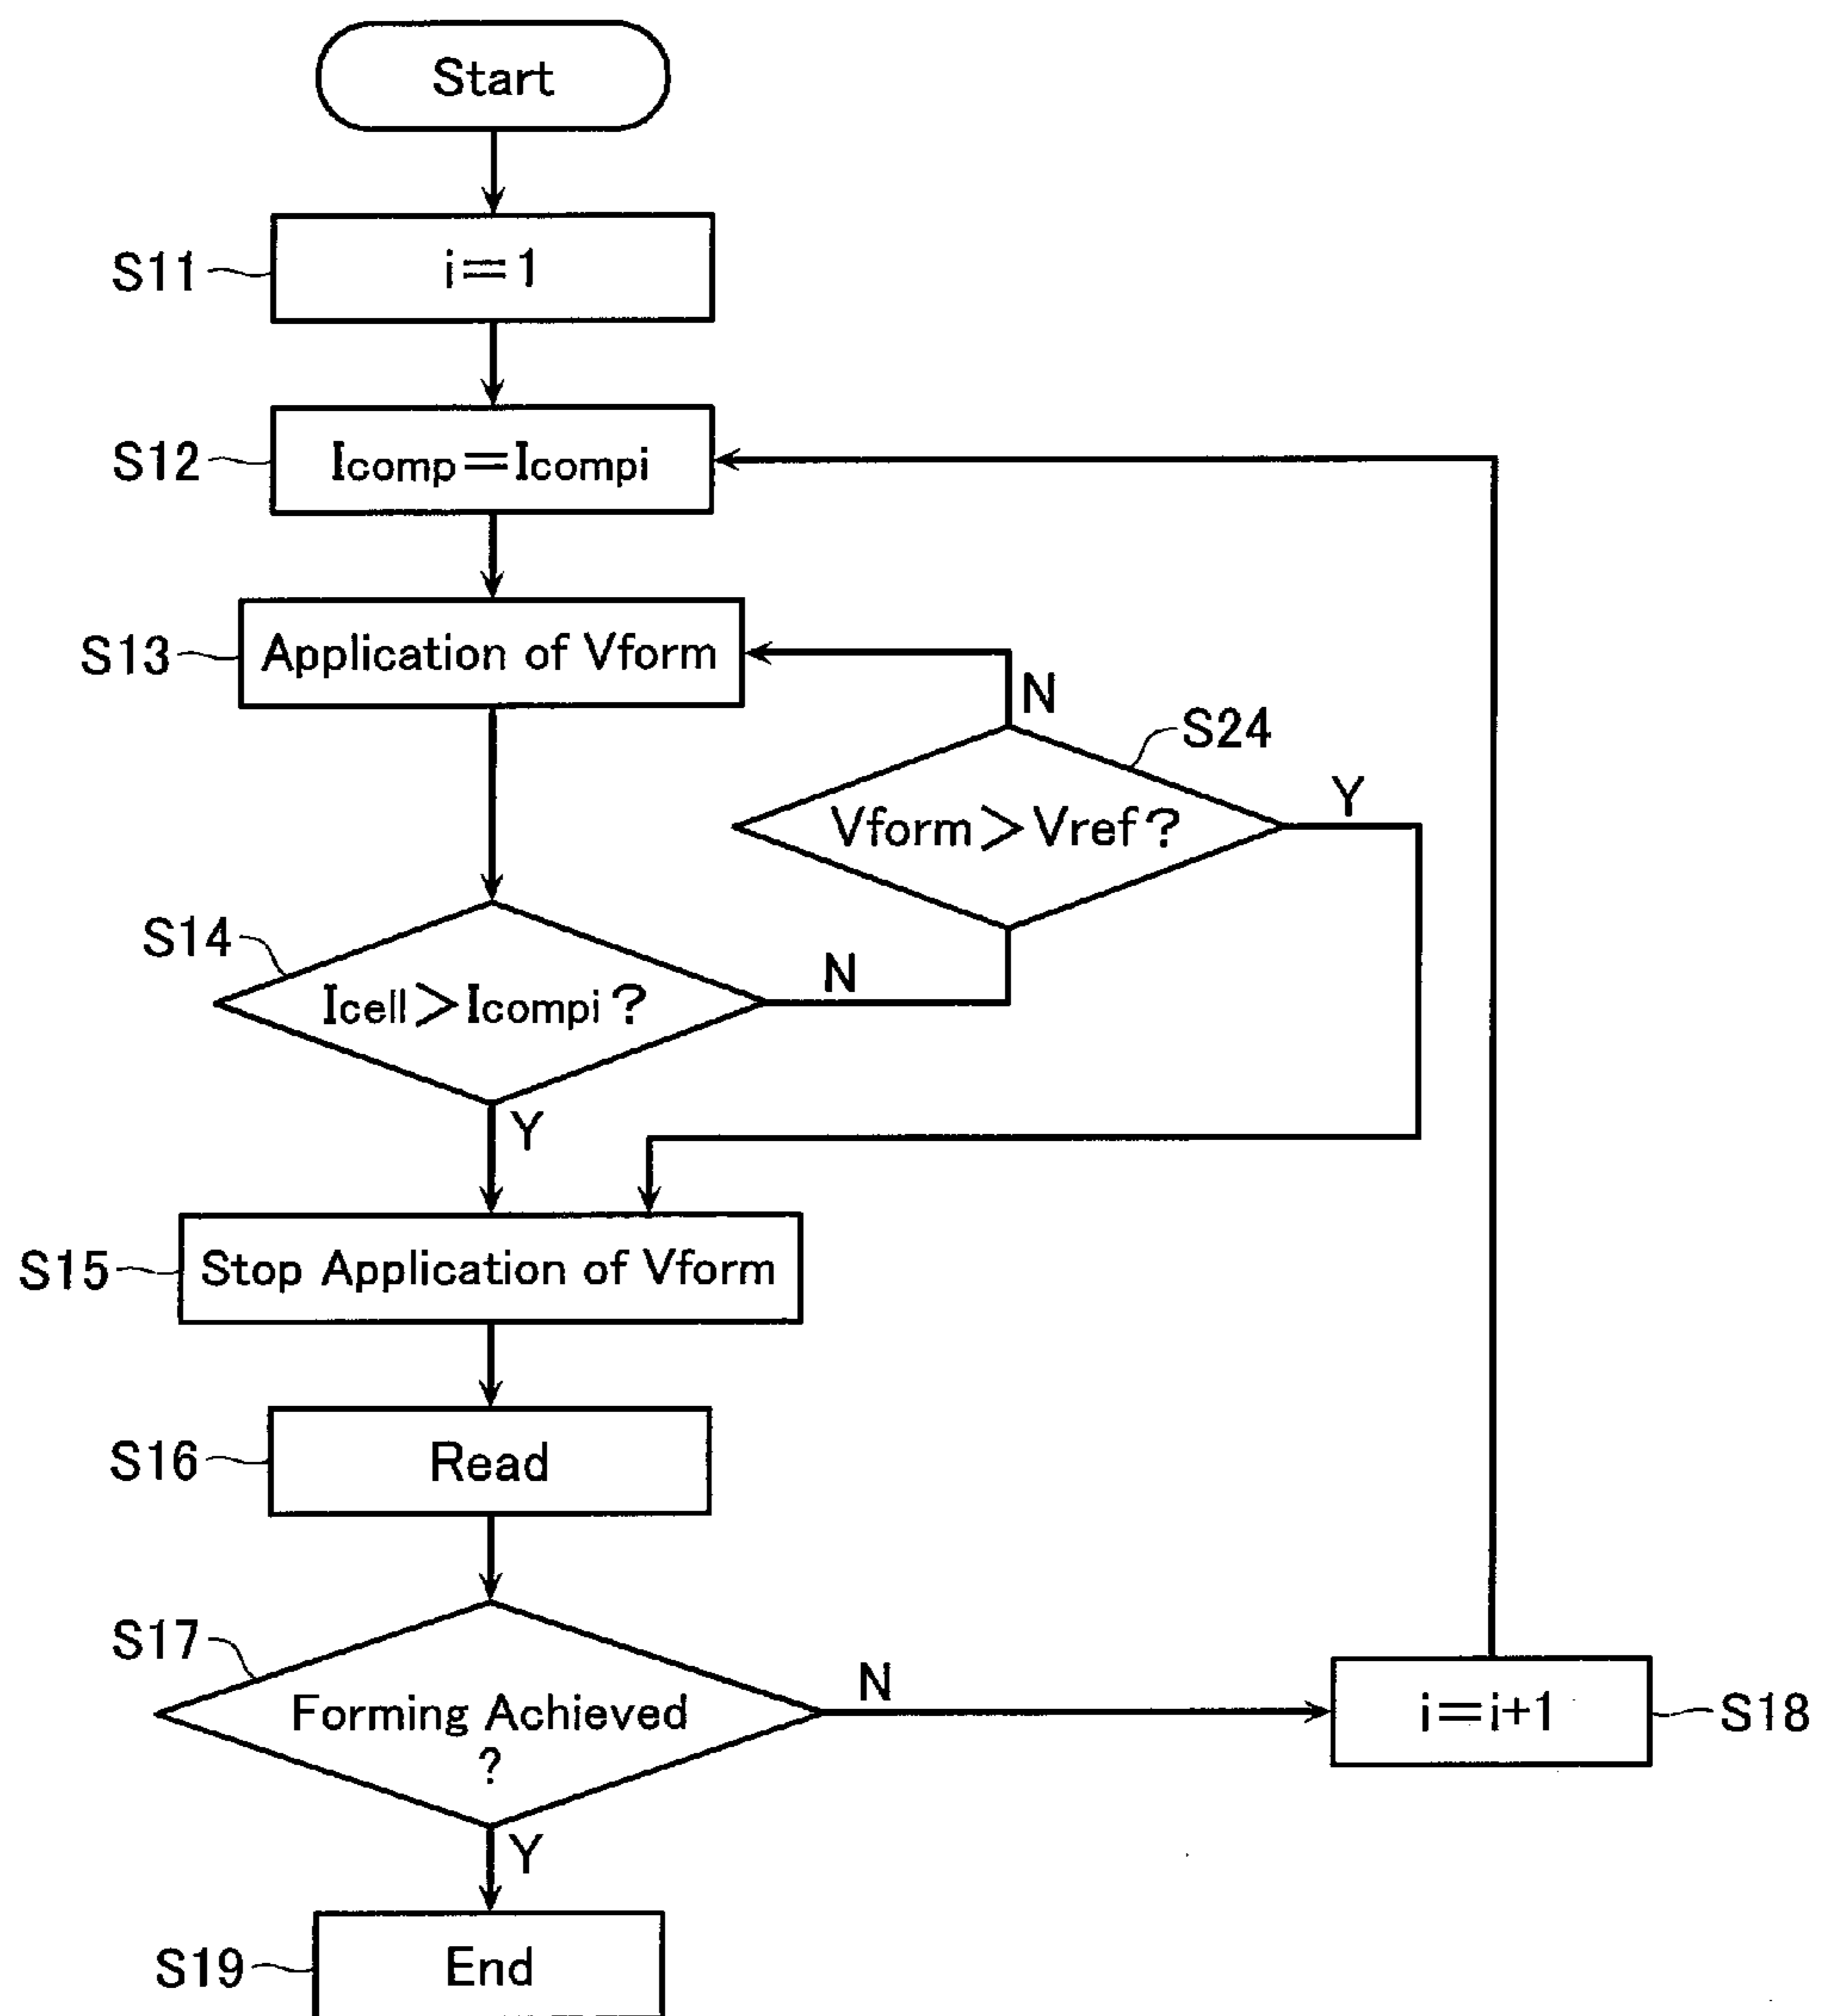 Start
S11
i=1
S12
Icomp=Icompi
S13
Application of Vform
N
S24
Vform>Vref?
Y
S14
Icell>Icompi?
N
Y
S15
Stop Application of Vform
S16
Read
S17
Forming Achieved
?
N
i=i+1
S18
Y
S19
End